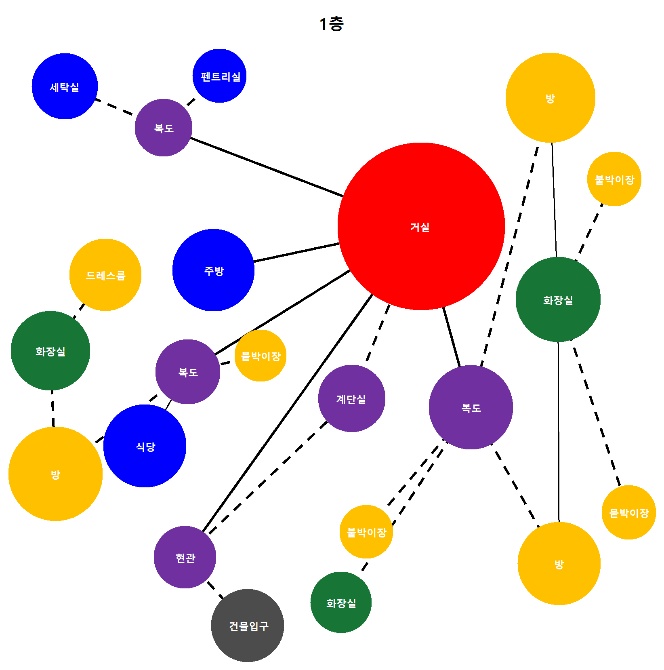 1층
펜트리실
세탁실
방
복도
붙박이장
거실
주방
드레스룸
화장실
화장실
붙박이장
복도
계단실
복도
식당
방
붙박이장
붙박이장
현관
방
화장실
건물입구